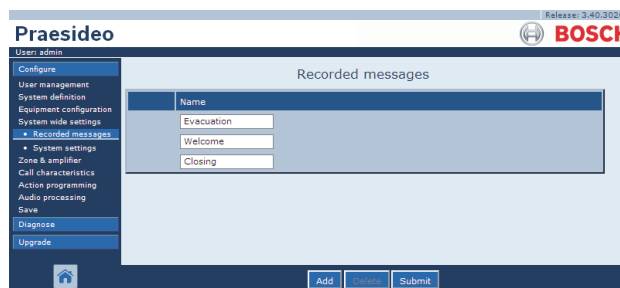 Release: 3.40.302
Praesideo
BOSCH
User: admin
Configure
User management
System definition
Equipment configuration
System wide settings
• Recorded messages
• System settings
Zone & amplifier
Call characteristics
Action programming
Audio processing
Save
Diagnose
Upgrade
Recorded messages
Name
Evacuation
Welcome
Closing
Add Delete Submit